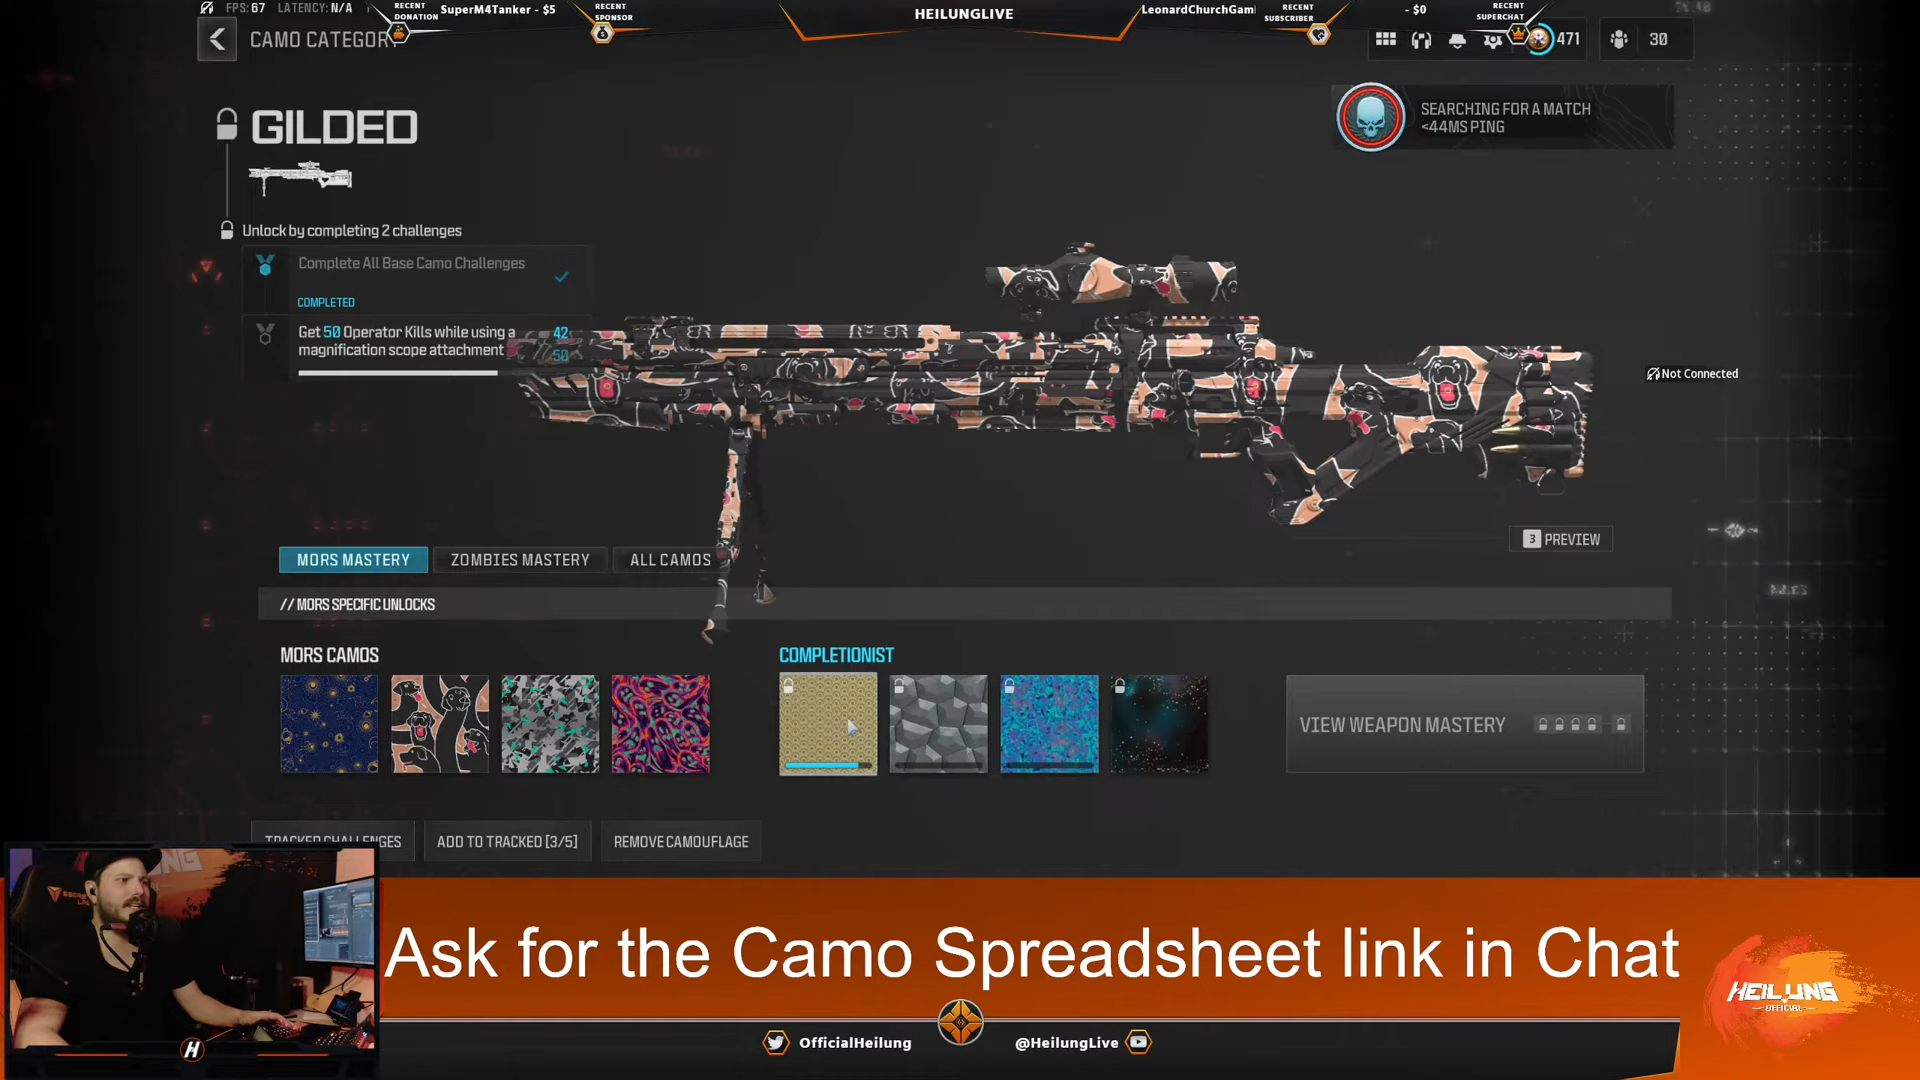 FPS: 67 LATENCY: N/A
RECENT DONATION
SuperM4Tanker - $5
RECENT SPONSOR
HEILUNGLIVE
LeonardChurchGami
RECENT SUBSCRIBER
- $0
RECENT SUPERCHAT
CAMO CATEGORY
471
30
GILDED
SEARCHING FOR A MATCH
<44MS PING
Unlock by completing 2 challenges
Complete All Base Camo Challenges
COMPLETED
Get 50 Operator Kills while using a
magnification scope attachment
42
50
Not Connected
3 PREVIEW
MORS MASTERY
ZOMBIES MASTERY
ALL CAMOS
// MORS SPECIFIC UNLOCKS
MORS CAMOS
COMPLETIONIST
VIEW WEAPON MASTERY
TRACKED CHALLENGES
ADD TO TRACKED [3/5]
REMOVE CAMOUFLAGE
Ask for the Camo Spreadsheet link in Chat
HEILUNG
OFFICIAL
H
OfficialHeilung
@HeilungLive